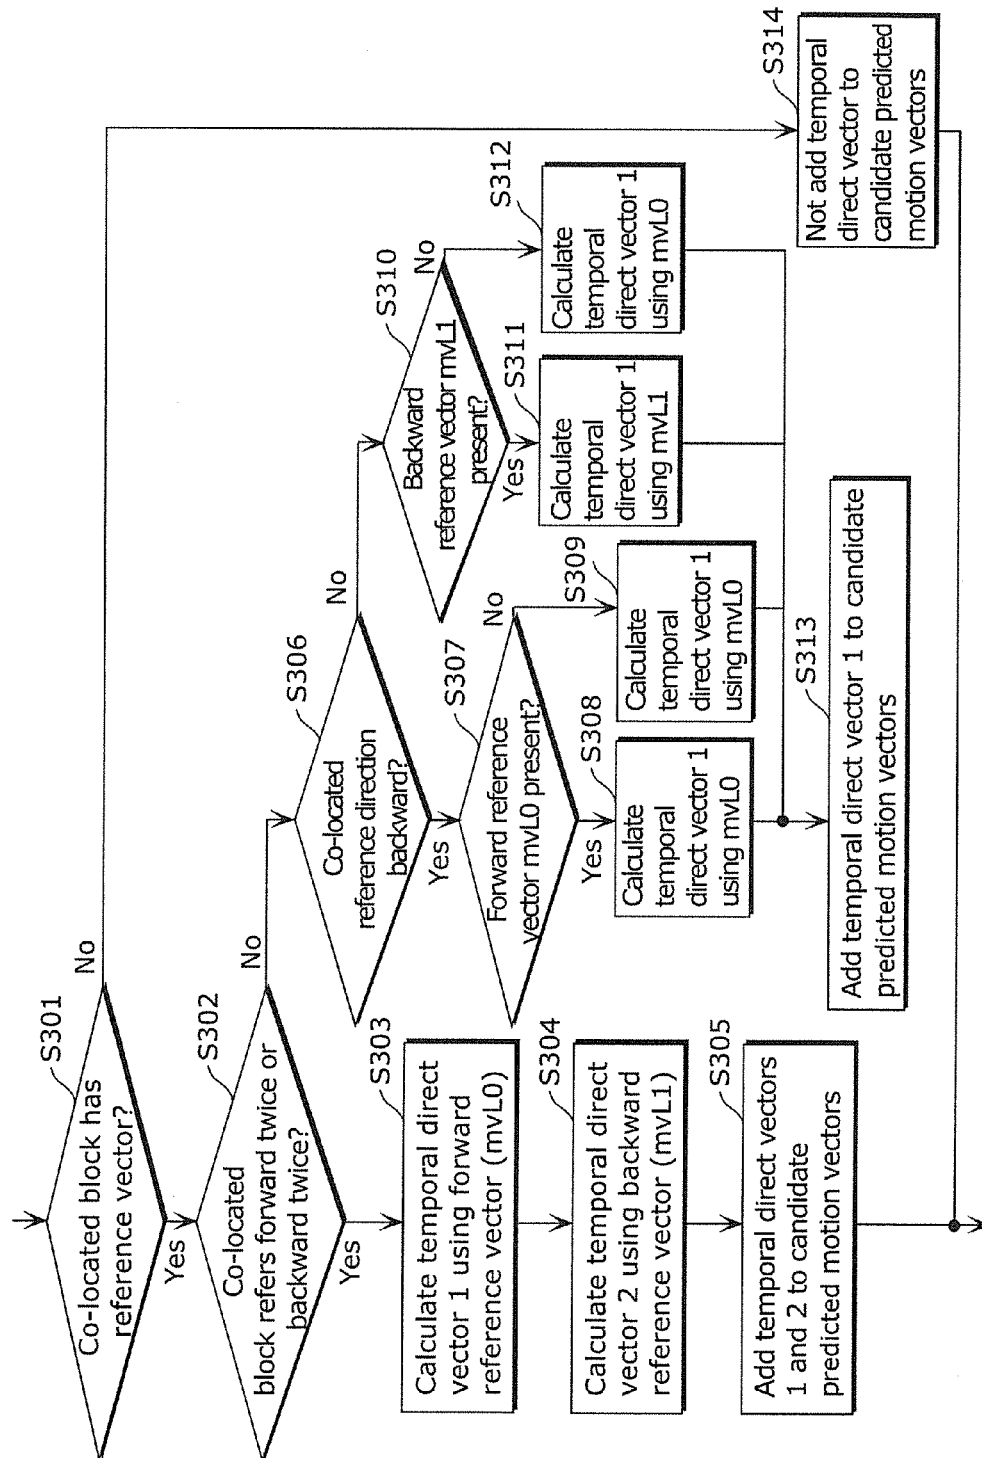 S301
Co-located block has
reference vector?
No
Yes
S302
Co-located
block refers forward twice or
backward twice?
No
Yes
S303
Calculate temporal direct
vector 1 using forward
reference vector (mvL0)
S304
Calculate temporal direct
vector 2 using backward
reference vector (mvL1)
S305
Add temporal direct vectors
1 and 2 to candidate
predicted motion vectors
S306
Co-located
reference direction
backward?
No
Yes
S307
Forward reference
vector mvL0 present?
No
Yes
S308
Calculate
temporal
direct vector 1
using mvL0
S309
Calculate
temporal
direct vector 1
using mvL0
S310
Backward
reference vector mvL1
present?
No
Yes
S311
Calculate
temporal
direct vector 1
using mvL1
S312
Calculate
temporal
direct vector 1
using mvL0
S313
Add temporal direct vector 1 to candidate
predicted motion vectors
S314
Not add temporal
direct vector to
candidate predicted
motion vectors